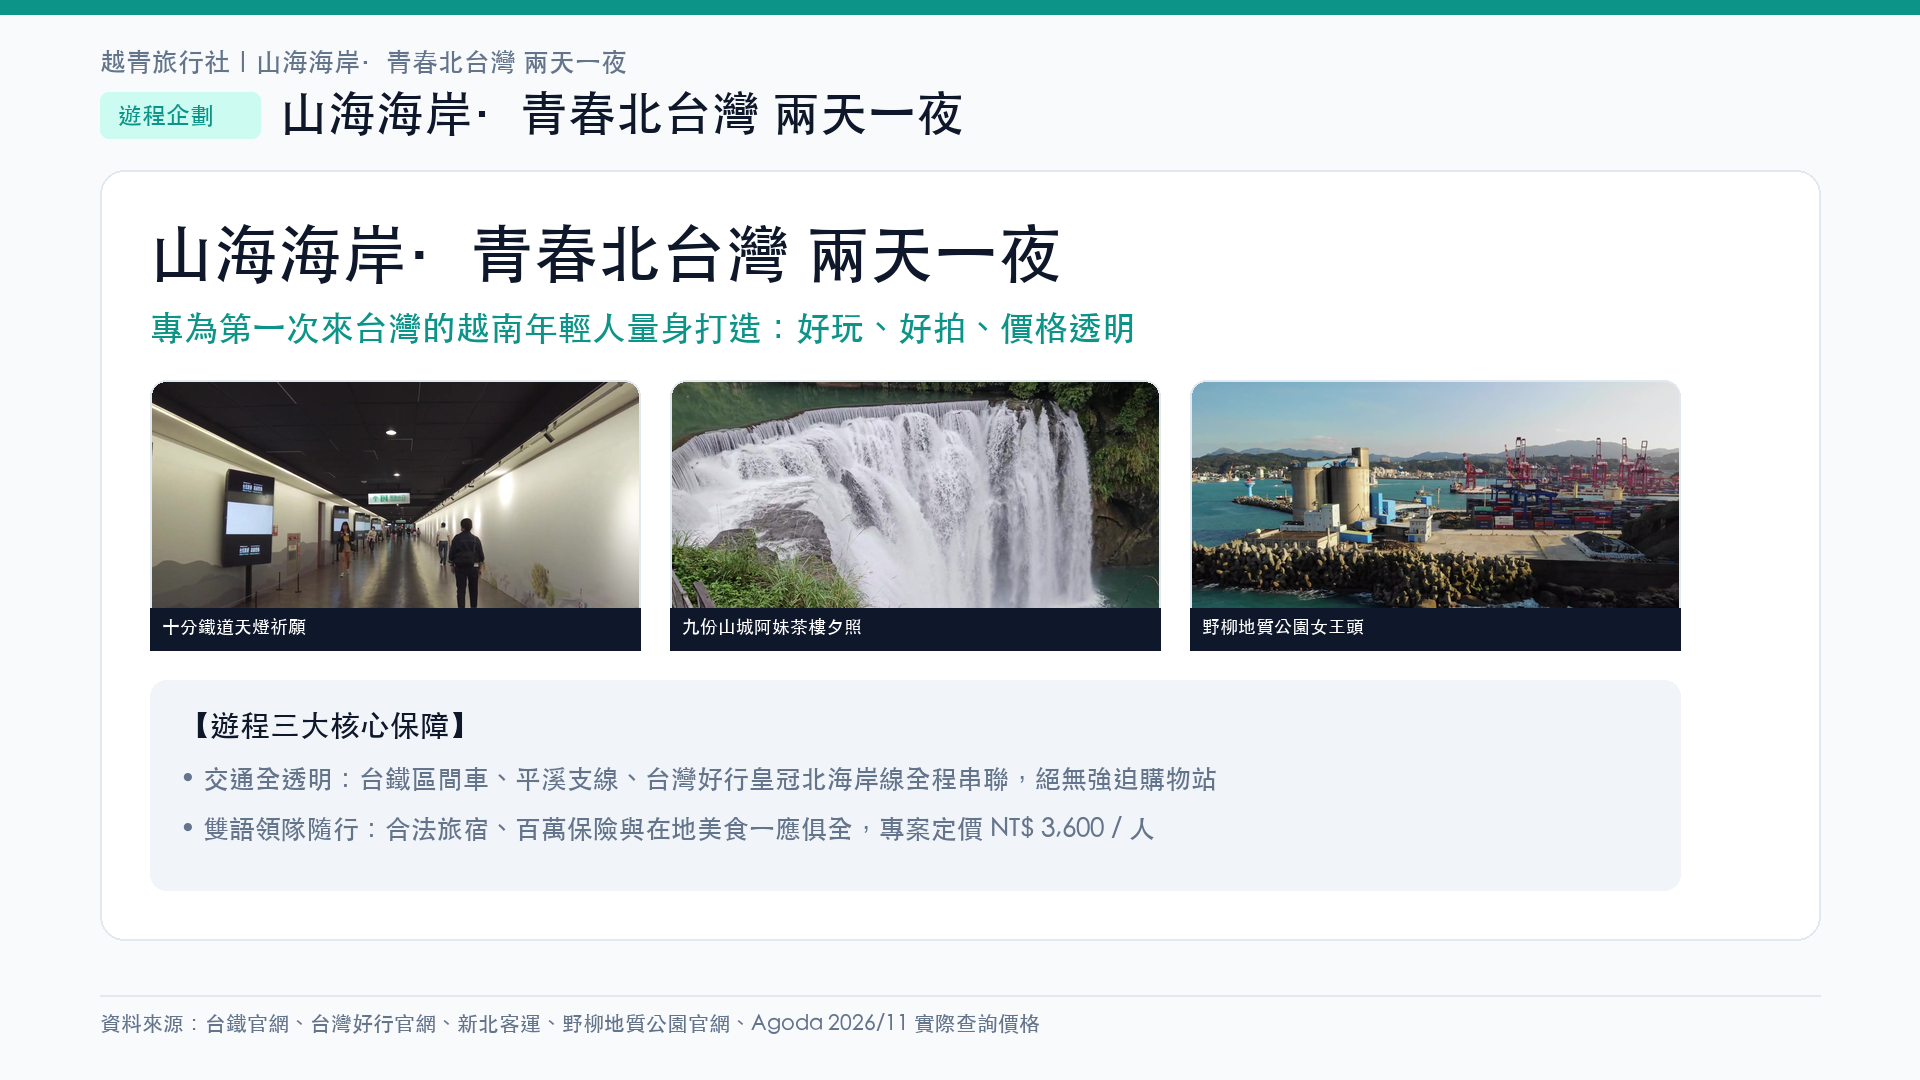 越青旅行社 | 山海海岸· 青春北台灣 兩天一夜
遊程企劃
山海海岸· 青春北台灣 兩天一夜
山海海岸· 青春北台灣 兩天一夜
專為第一次來台灣的越南年輕人量身打造：好玩、好拍、價格透明
十分鐵道天燈祈願
九份山城阿妹茶樓夕照
野柳地質公園女王頭
【遊程三大核心保障】
• 交通全透明：台鐵區間車、平溪支線、台灣好行皇冠北海岸線全程串聯，絕無強迫購物站
• 雙語領隊隨行：合法旅宿、百萬保險與在地美食一應俱全，專案定價 NT$ 3,600 / 人
資料來源：台鐵官網、台灣好行官網、新北客運、野柳地質公園官網、Agoda 2026/11 實際查詢價格